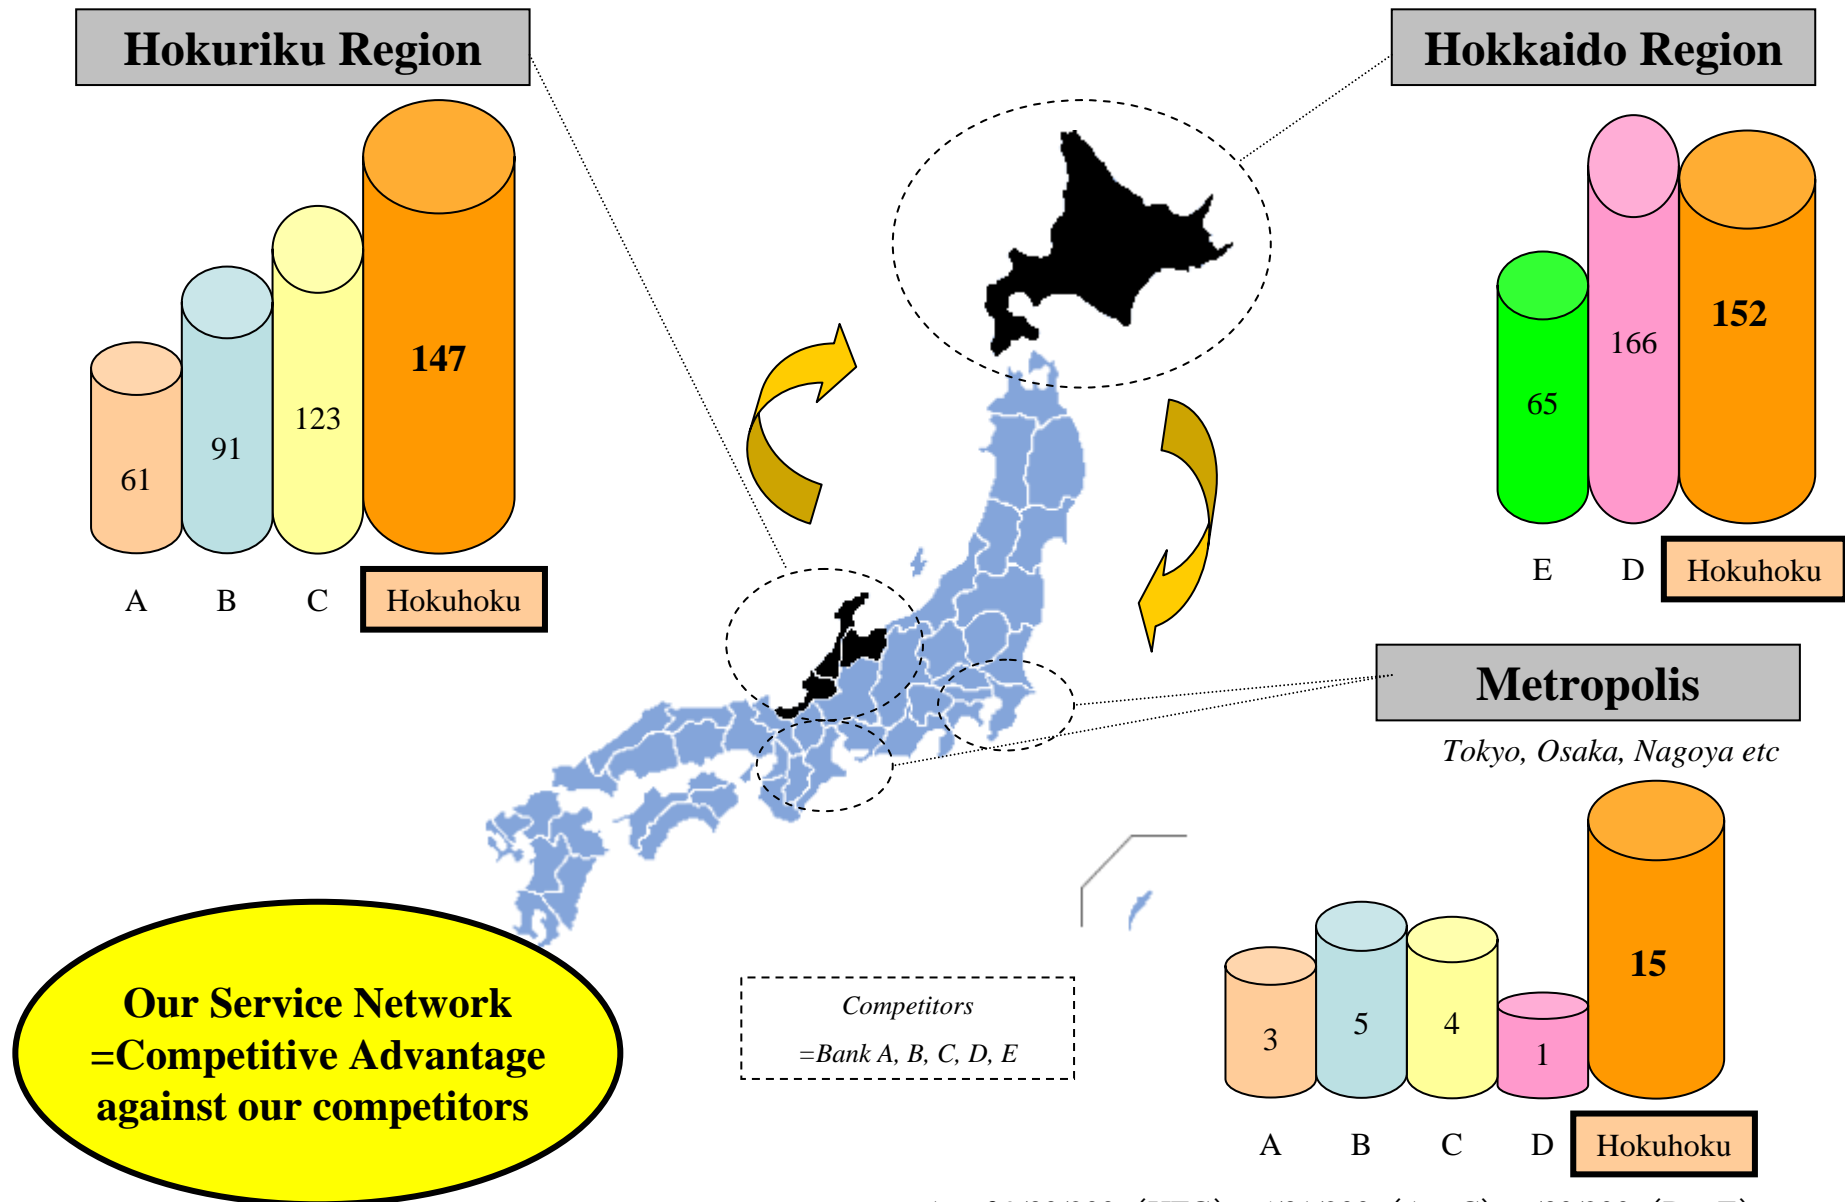 Hokuriku Region
Hokkaido Region
147
123
91
61
A B C Hokuhoku
152
166
65
E D Hokuhoku
Metropolis
Tokyo, Osaka, Nagoya etc
15
3 5 4 1
A B C D Hokuhoku
Our Service Network
=Competitive Advantage
against our competitors
Competitors
=Bank A, B, C, D, E